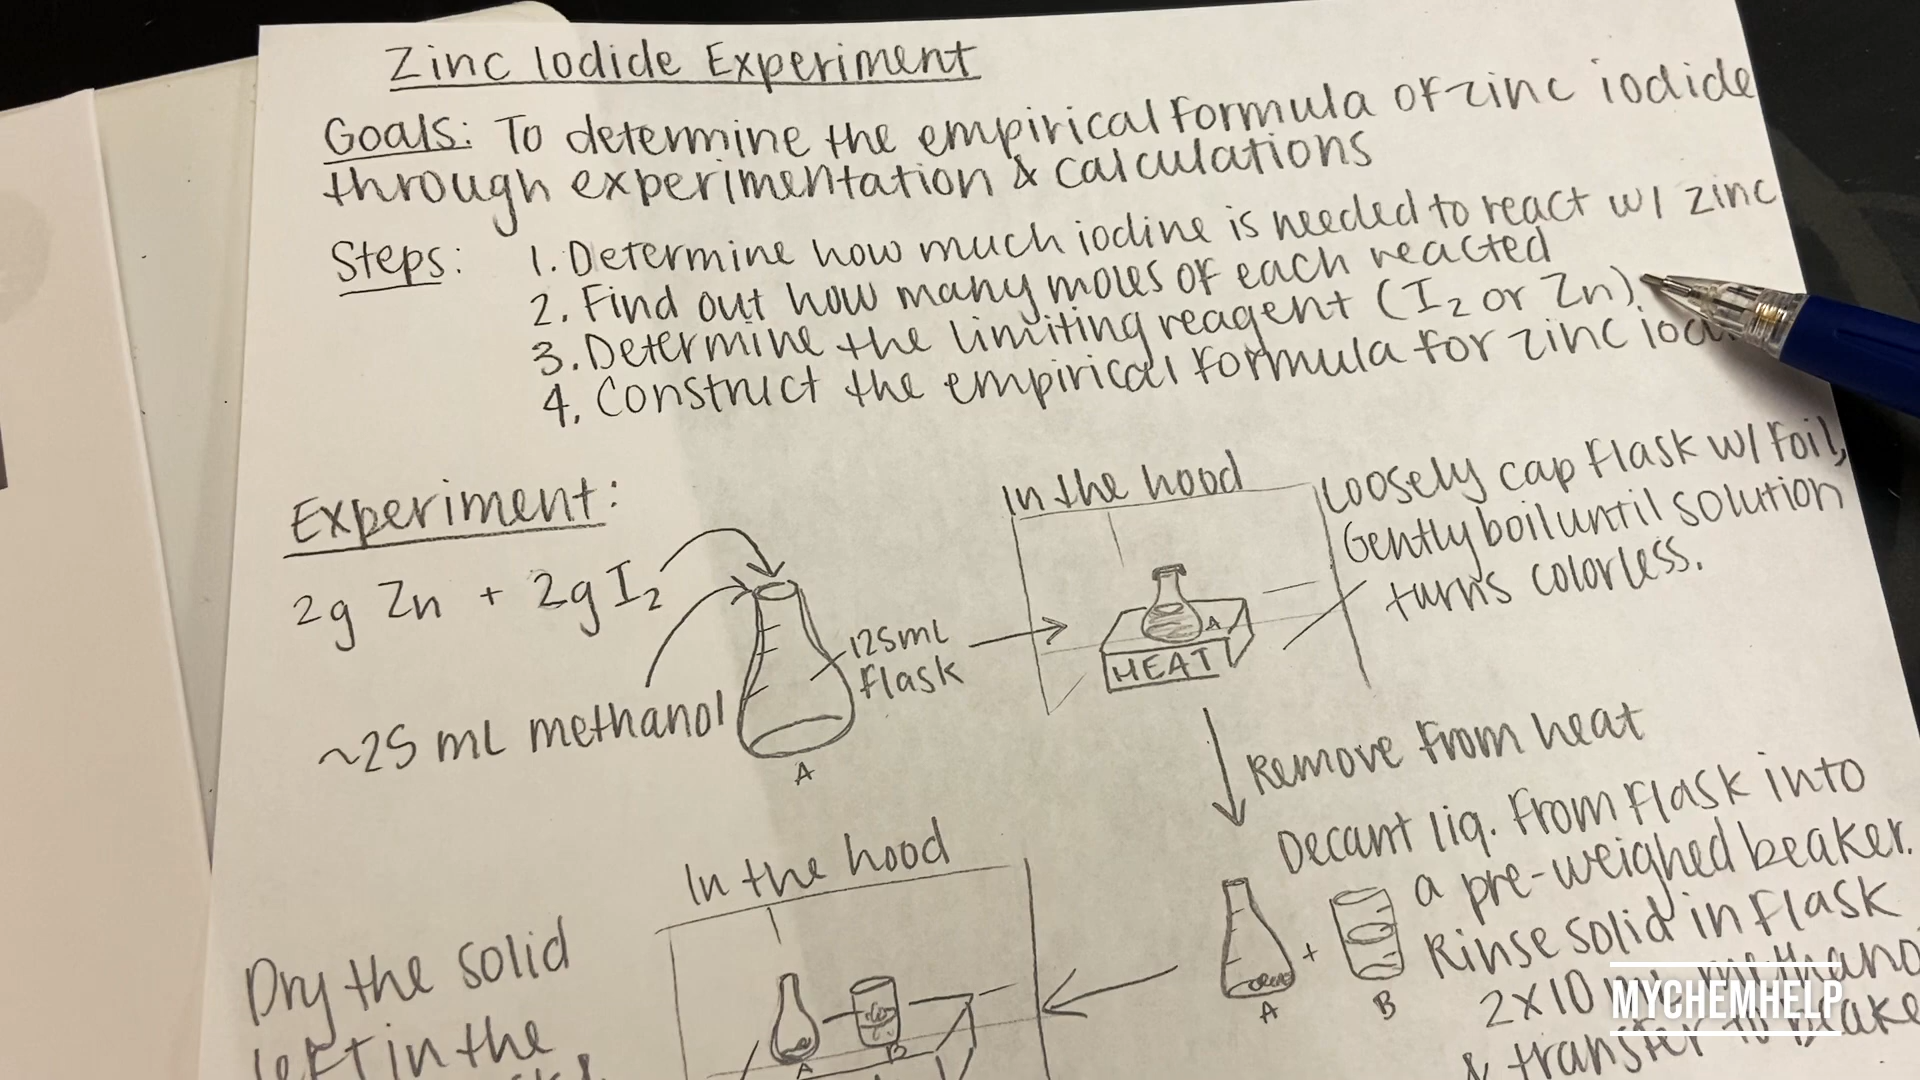 Zinc Iodide Experiment
Goals: To determine the empirical formula of zinc iodide
through experimentation & calculations
Steps: 1. Determine how much iodine is needed to react w/ zinc
2. Find out how many moles of each reacted
3. Determine the limiting reagent (I₂ or Zn).
4. Construct the empirical formula for zinc
Experiment:
2g Zn + 2g I₂
~25 mL methanol
125mL
flask
A
In the hood
A
HEAT
Loosely cap flask w/ foil,
Gently boil until solution
turns colorless.
Remove from heat
Decant liq. from flask into
a pre-weighed beaker.
Rinse solid in flask
2x10
& transfer to
A + B
In the hood
A
B
Dry the solid
left in the
MYCHEMHELP